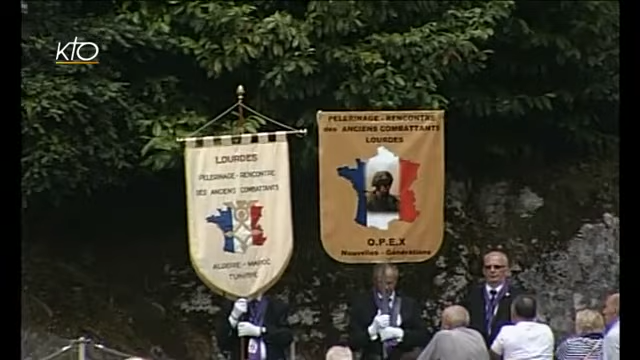 KTO
LOURDES
PELERINAGE - RENCONTRE
DES ANCIENS COMBATTANTS
ALGERIE - MAROC
TUNISIE
PELERINAGE - RENCONTRE
des ANCIENS COMBATTANTS
LOURDES
O.P.E.X
Nouvelles - Générations